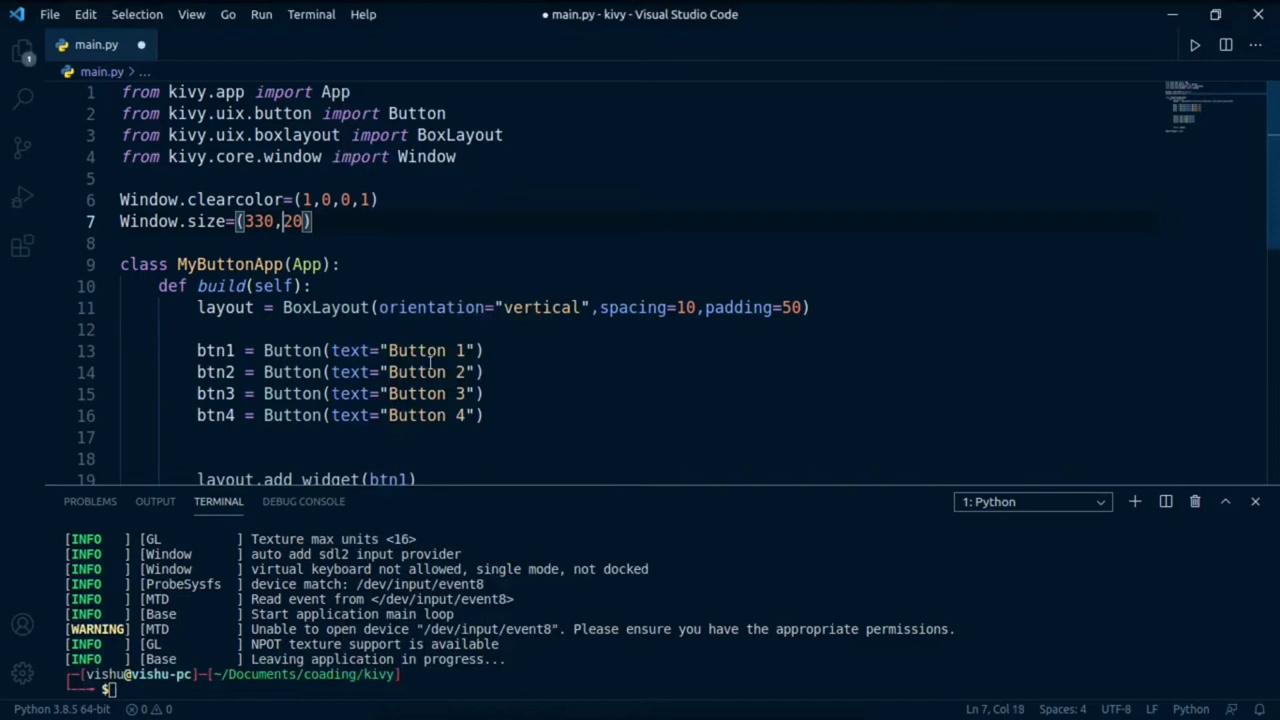 File Edit Selection View Go Run Terminal Help ● main.py - kivy - Visual Studio Code
main.py ●
main.py > ...
1 from kivy.app import App
2 from kivy.uix.button import Button
3 from kivy.uix.boxlayout import BoxLayout
4 from kivy.core.window import Window
5
6 Window.clearcolor=(1,0,0,1)
7 Window.size=(330,20)
8
9 class MyButtonApp(App):
10 def build(self):
11 layout = BoxLayout(orientation="vertical",spacing=10,padding=50)
12
13 btn1 = Button(text="Button 1")
14 btn2 = Button(text="Button 2")
15 btn3 = Button(text="Button 3")
16 btn4 = Button(text="Button 4")
17
18
19 layout.add_widget(btn1)
PROBLEMS OUTPUT TERMINAL DEBUG CONSOLE 1: Python
[INFO ] [GL ] Texture max units <16>
[INFO ] [Window ] auto add sdl2 input provider
[INFO ] [Window ] virtual keyboard not allowed, single mode, not docked
[INFO ] [ProbeSysfs ] device match: /dev/input/event8
[INFO ] [MTD ] Read event from </dev/input/event8>
[INFO ] [Base ] Start application main loop
[WARNING] [MTD ] Unable to open device "/dev/input/event8". Please ensure you have the appropriate permissions.
[INFO ] [GL ] NPOT texture support is available
[INFO ] [Base ] Leaving application in progress...
┌─[vishu@vishu-pc]─[~/Documents/coading/kivy]
└──╼ $
Python 3.8.5 64-bit 0 0 Ln 7, Col 18 Spaces: 4 UTF-8 LF Python